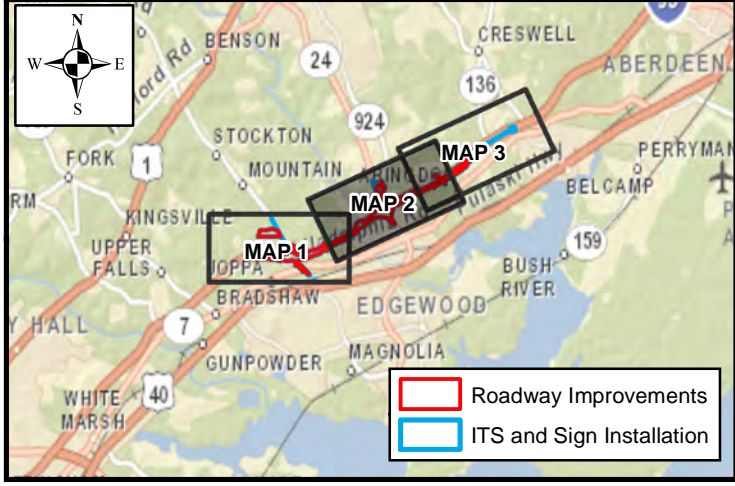 N
W E
S
BENSON
CRESWELL
24
136
ABERDEEN
924
STOCKTON
FORK
1
MAP 3
MOUNTAIN
PERRYMAN
RM
MAP 2
Pulaski Hwy
BELCAMP
KINGSVILLE
MAP 1
UPPER
FALLS
JOPPA
159
BUSH
RIVER
BRADSHAW
EDGEWOOD
Y HALL
7
GUNPOWDER
MAGNOLIA
WHITE
MARSH
40
Roadway Improvements
ITS and Sign Installation